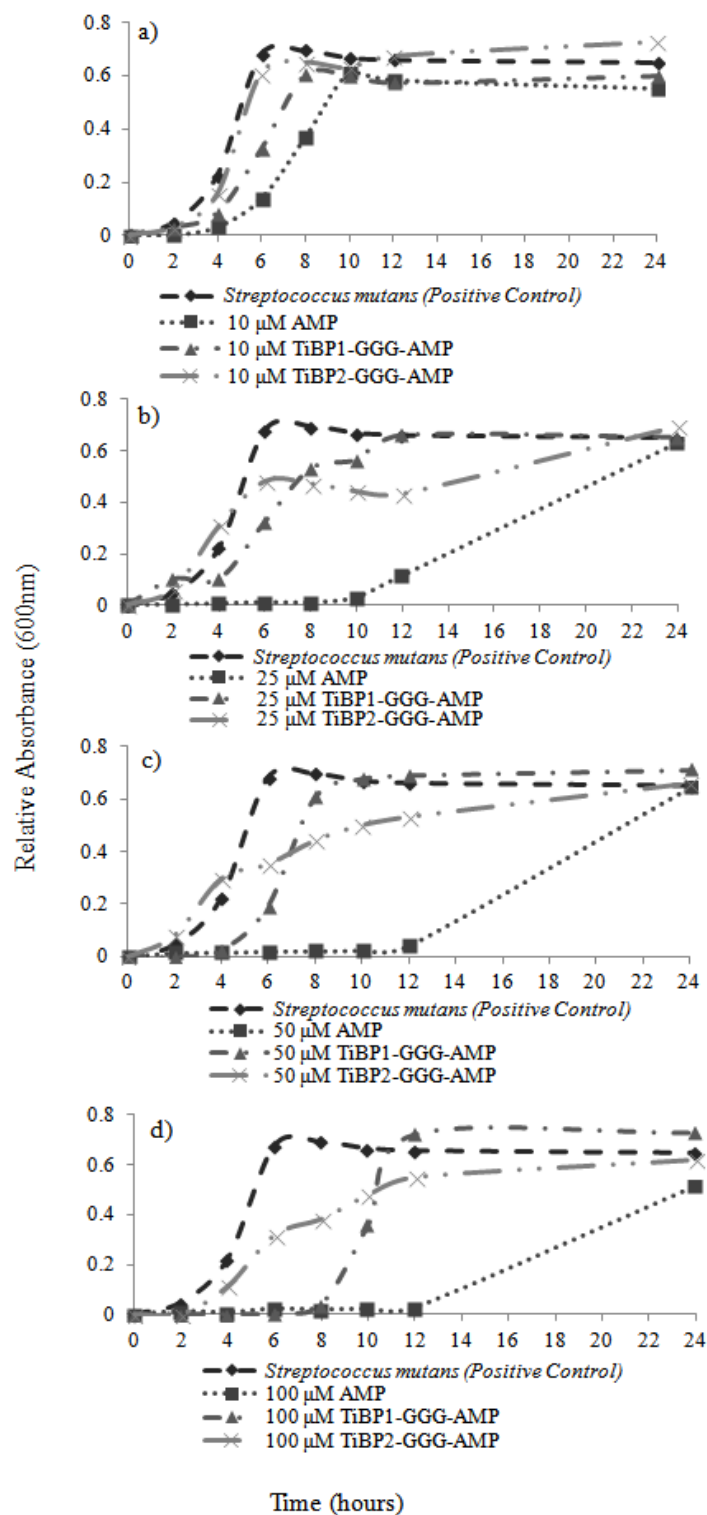 Relative Absorbance (600nm)
a)
0.8
0.6
0.4
0.2
0
0 2 4 6 8 10 12 14 16 18 20 22 24
Streptococcus mutans (Positive Control)
10 μM AMP
10 μM TiBP1-GGG-AMP
10 μM TiBP2-GGG-AMP
b)
0.8
0.6
0.4
0.2
0
0 2 4 6 8 10 12 14 16 18 20 22 24
Streptococcus mutans (Positive Control)
25 μM AMP
25 μM TiBP1-GGG-AMP
25 μM TiBP2-GGG-AMP
c)
0.8
0.6
0.4
0.2
0
0 2 4 6 8 10 12 14 16 18 20 22 24
Streptococcus mutans (Positive Control)
50 μM AMP
50 μM TiBP1-GGG-AMP
50 μM TiBP2-GGG-AMP
d)
0.8
0.6
0.4
0.2
0
0 2 4 6 8 10 12 14 16 18 20 22 24
Streptococcus mutans (Positive Control)
100 μM AMP
100 μM TiBP1-GGG-AMP
100 μM TiBP2-GGG-AMP
Time (hours)